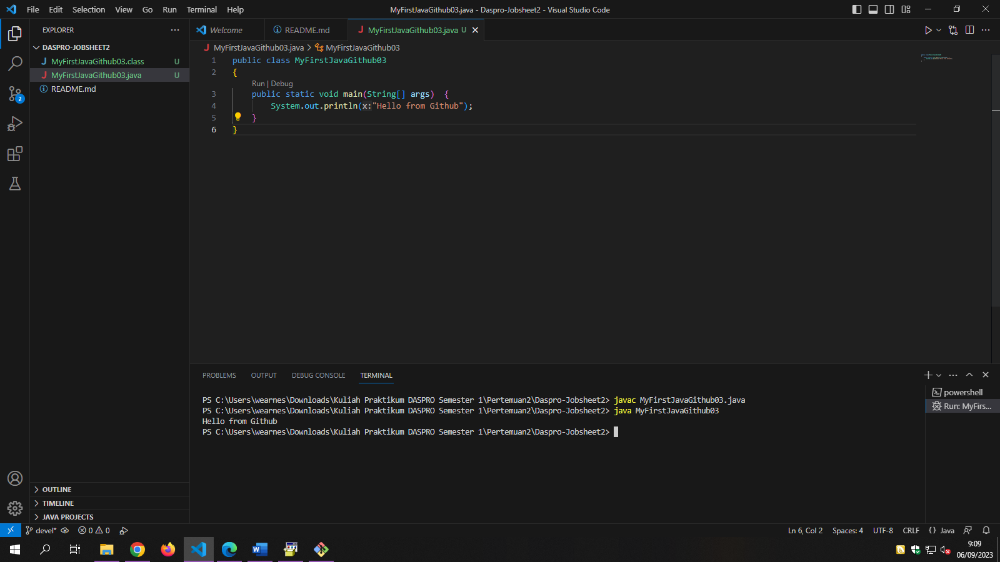 File Edit Selection View Go Run Terminal Help
MyFirstJavaGithub03.java - Daspro-Jobsheet2 - Visual Studio Code
EXPLORER
DASPRO-JOBSHEET2
J MyFirstJavaGithub03.class U
J MyFirstJavaGithub03.java U
README.md
OUTLINE
TIMELINE
JAVA PROJECTS
Welcome
README.md
J MyFirstJavaGithub03.java U
J MyFirstJavaGithub03.java > MyFirstJavaGithub03
1 public class MyFirstJavaGithub03
2 {
Run | Debug
3 public static void main(String[] args)  {
4 System.out.println(x:"Hello from Github");
5 }
6 }
PROBLEMS OUTPUT DEBUG CONSOLE TERMINAL
PS C:\Users\wearnes\Downloads\Kuliah Praktikum DASPRO Semester 1\Pertemuan2\Daspro-Jobsheet2> javac MyFirstJavaGithub03.java
PS C:\Users\wearnes\Downloads\Kuliah Praktikum DASPRO Semester 1\Pertemuan2\Daspro-Jobsheet2> java MyFirstJavaGithub03
Hello from Github
PS C:\Users\wearnes\Downloads\Kuliah Praktikum DASPRO Semester 1\Pertemuan2\Daspro-Jobsheet2>
powershell
Run: MyFirs...
2
devel* 0 0
Ln 6, Col 2 Spaces: 4 UTF-8 CRLF {} Java
9:09
06/09/2023